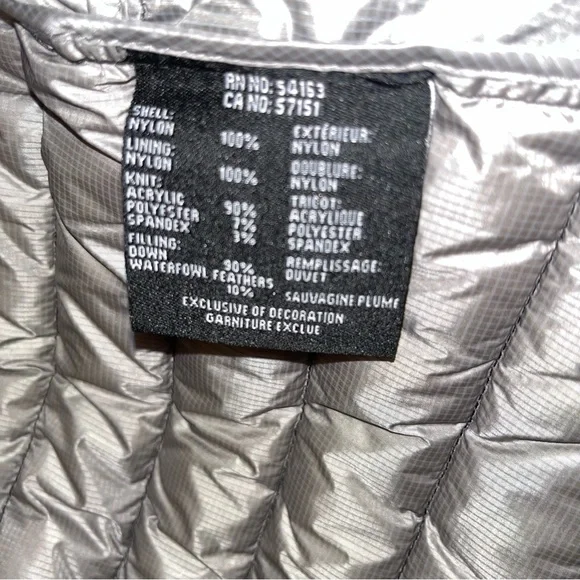 RN NO: 54163
CA NO: 57151
SHELL: EXTÉRIEUR:
NYLON 100% NYLON
LINING: DOUBLURE:
NYLON 100% NYLON
KNIT: TRICOT:
ACRYLIC 90% ACRYLIQUE
POLYESTER 7% POLYESTER
SPANDEX 3% SPANDEX
FILLING: REMPLISSAGE:
DOWN 90% DUVET
WATERFOWL FEATHERS
10% SAUVAGINE PLUME
EXCLUSIVE OF DECORATION
GARNITURE EXCLUE